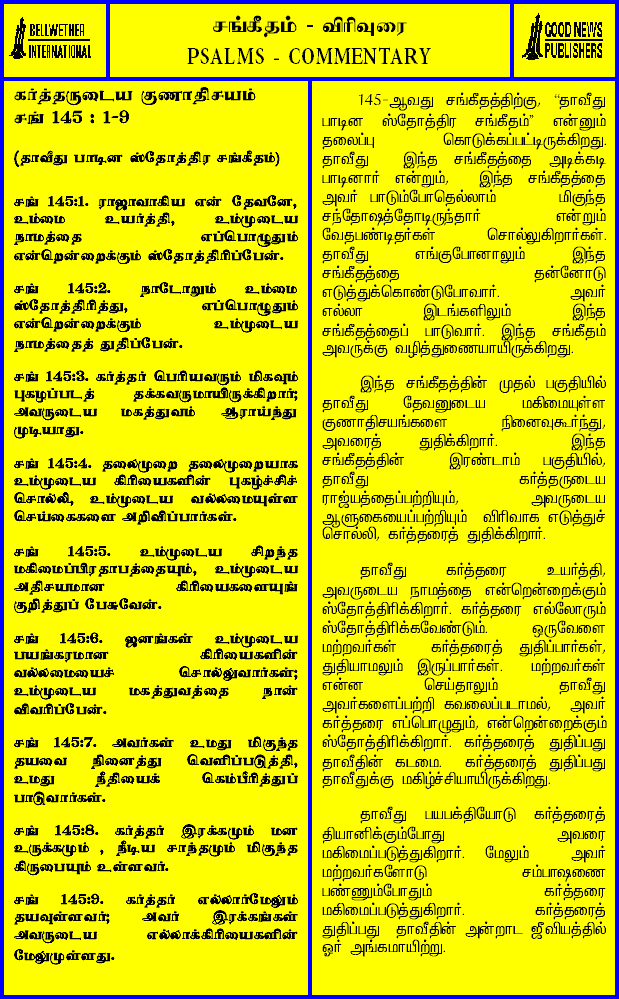 BELLWETHER
INTERNATIONAL
சங்கீதம் - விரிவுரை
PSALMS - COMMENTARY
GOOD NEWS
PUBLISHERS
கர்த்தருடைய குணாதிசயம்
சங் 145 : 1-9
(தாவீது பாடின ஸ்தோத்திர சங்கீதம்)
சங் 145:1. ராஜாவாகிய என் தேவனே,
உம்மை உயர்த்தி, உம்முடைய
நாமத்தை எப்பொழுதும்
என்றென்றைக்கும் ஸ்தோத்திரிப்பேன்.
சங் 145:2. நாடோறும் உம்மை
ஸ்தோத்திரித்து, எப்பொழுதும்
என்றென்றைக்கும் உம்முடைய
நாமத்தைத் துதிப்பேன்.
சங் 145:3. கர்த்தர் பெரியவரும் மிகவும்
புகழப்படத் தக்கவருமாயிருக்கிறார்;
அவருடைய மகத்துவம் ஆராய்ந்து
முடியாது.
சங் 145:4. தலைமுறை தலைமுறையாக
உம்முடைய கிரியைகளின் புகழ்ச்சிச்
சொல்லி, உம்முடைய வல்லமையுள்ள
செய்கைகளை அறிவிப்பார்கள்.
சங் 145:5. உம்முடைய சிறந்த
மகிமைப்பிரதாபத்தையும், உம்முடைய
அதிசயமான கிரியைகளையுங்
குறித்துப் பேசுவேன்.
சங் 145:6. ஜனங்கள் உம்முடைய
பயங்கரமான கிரியைகளின்
வல்லமையைச் சொல்லுவார்கள்;
உம்முடைய மகத்துவத்தை நான்
விவரிப்பேன்.
சங் 145:7. அவர்கள் உமது மிகுந்த
தயவை நினைத்து வெளிப்படுத்தி,
உமது நீதியைக் கெம்பீரித்துப்
பாடுவார்கள்.
சங் 145:8. கர்த்தர் இரக்கமும் மன
உருக்கமும் , நீடிய சாந்தமும் மிகுந்த
கிருபையும் உள்ளவர்.
சங் 145:9. கர்த்தர் எல்லார்மேலும்
தயவுள்ளவர்; அவர் இரக்கங்கள்
அவருடைய எல்லாக்கிரியைகளின்
மேலுமுள்ளது.
145-ஆவது சங்கீதத்திற்கு, "தாவீது
பாடின ஸ்தோத்திர சங்கீதம்" என்னும்
தலைப்பு கொடுக்கப்பட்டிருக்கிறது.
தாவீது இந்த சங்கீதத்தை அடிக்கடி
பாடினார் என்றும், இந்த சங்கீதத்தை
அவர் பாடும்போதெல்லாம் மிகுந்த
சந்தோஷத்தோடிருந்தார் என்றும்
வேதபண்டிதர்கள் சொல்லுகிறார்கள்.
தாவீது எங்குபோனாலும் இந்த
சங்கீதத்தை தன்னோடு
எடுத்துக்கொண்டுபோவார். அவர்
எல்லா இடங்களிலும் இந்த
சங்கீதத்தைப் பாடுவார். இந்த சங்கீதம்
அவருக்கு வழித்துணையாயிருக்கிறது.
இந்த சங்கீதத்தின் முதல் பகுதியில்
தாவீது தேவனுடைய மகிமையுள்ள
குணாதிசயங்களை நினைவுகூர்ந்து,
அவரைத் துதிக்கிறார். இந்த
சங்கீதத்தின் இரண்டாம் பகுதியில்,
தாவீது கர்த்தருடைய
ராஜ்யத்தைப்பற்றியும், அவருடைய
ஆளுகையைப்பற்றியும் விரிவாக எடுத்துச்
சொல்லி, கர்த்தரைத் துதிக்கிறார்.
தாவீது கர்த்தரை உயர்த்தி,
அவருடைய நாமத்தை என்றென்றைக்கும்
ஸ்தோத்திரிக்கிறார். கர்த்தரை எல்லோரும்
ஸ்தோத்திரிக்கவேண்டும். ஒருவேளை
மற்றவர்கள் கர்த்தரைத் துதிப்பார்கள்,
துதியாமலும் இருப்பார்கள். மற்றவர்கள்
என்ன செய்தாலும் தாவீது
அவர்களைப்பற்றி கவலைப்படாமல், அவர்
கர்த்தரை எப்பொழுதும், என்றென்றைக்கும்
ஸ்தோத்திரிக்கிறார். கர்த்தரைத் துதிப்பது
தாவீதின் கடமை. கர்த்தரைத் துதிப்பது
தாவீதுக்கு மகிழ்ச்சியாயிருக்கிறது.
தாவீது பயபக்தியோடு கர்த்தரைத்
தியானிக்கும்போது அவரை
மகிமைப்படுத்துகிறார். மேலும் அவர்
மற்றவர்களோடு சம்பாஷணை
பண்ணும்போதும் கர்த்தரை
மகிமைப்படுத்துகிறார். கர்த்தரைத்
துதிப்பது தாவீதின் அன்றாட ஜீவியத்தில்
ஓர் அங்கமாயிற்று.